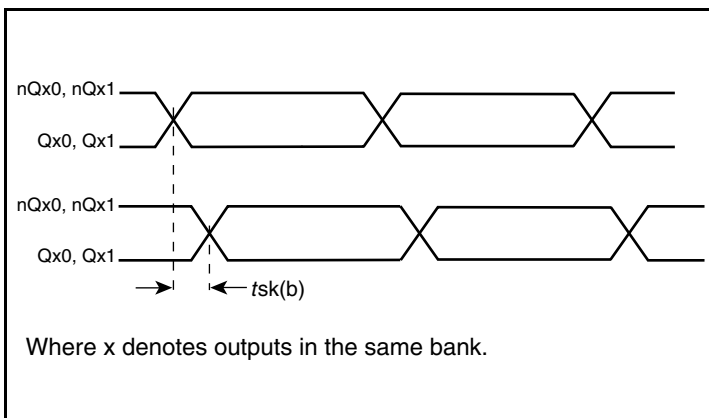 nQx0, nQx1
Qx0, Qx1
nQx0, nQx1
Qx0, Qx1
tsk(b)
Where x denotes outputs in the same bank.